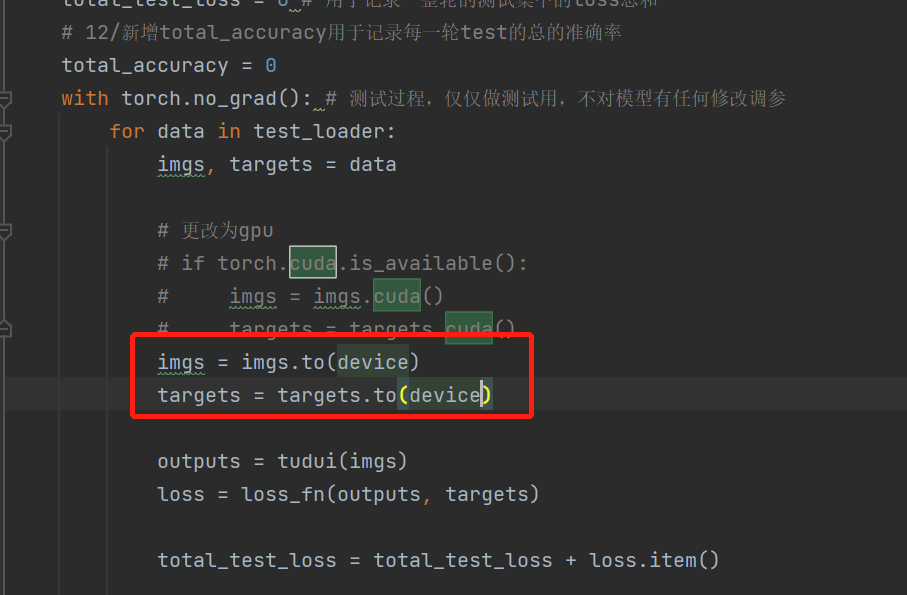 total_test_loss = 0 # 用于记录一整轮的测试集中的loss总和
# 12/新增total_accuracy用于记录每一轮test的总的准确率
total_accuracy = 0
with torch.no_grad(): # 测试过程，仅仅做测试用，不对模型有任何修改调参
for data in test_loader:
imgs, targets = data
# 更改为gpu
# if torch.cuda.is_available():
# imgs = imgs.cuda()
# targets = targets.cuda()
imgs = imgs.to(device)
targets = targets.to(device)
outputs = tudui(imgs)
loss = loss_fn(outputs, targets)
total_test_loss = total_test_loss + loss.item()